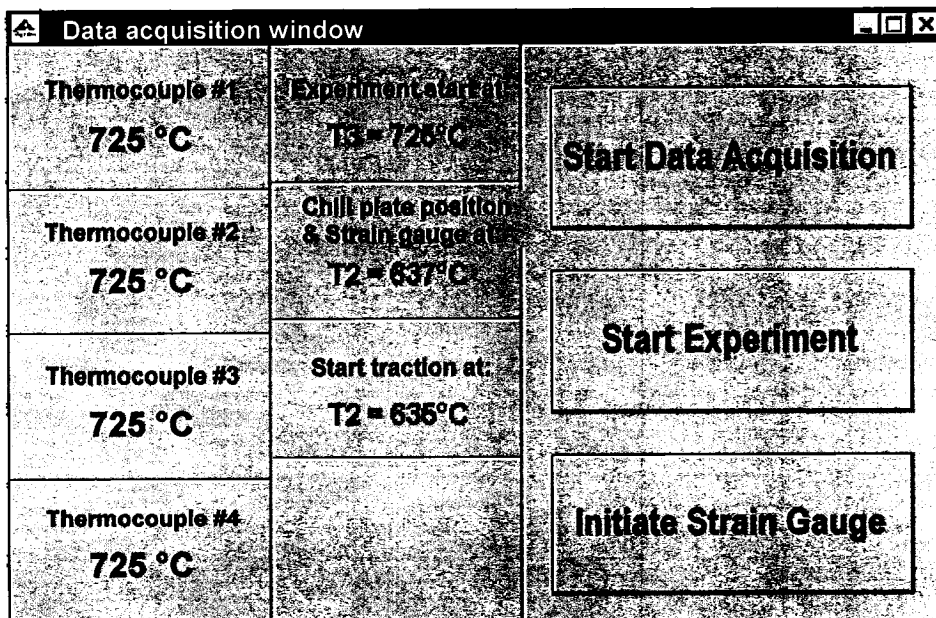 Data acquisition window
Thermocouple #1
725 °C
Thermocouple #2
725 °C
Thermocouple #3
725 °C
Thermocouple #4
725 °C
Experiment start at:
T3 = 725°C
Chill plate position
& Strain gauge at:
T2 = 637°C
Start traction at:
T2 = 635°C
Start Data Acquisition
Start Experiment
Initiate Strain Gauge